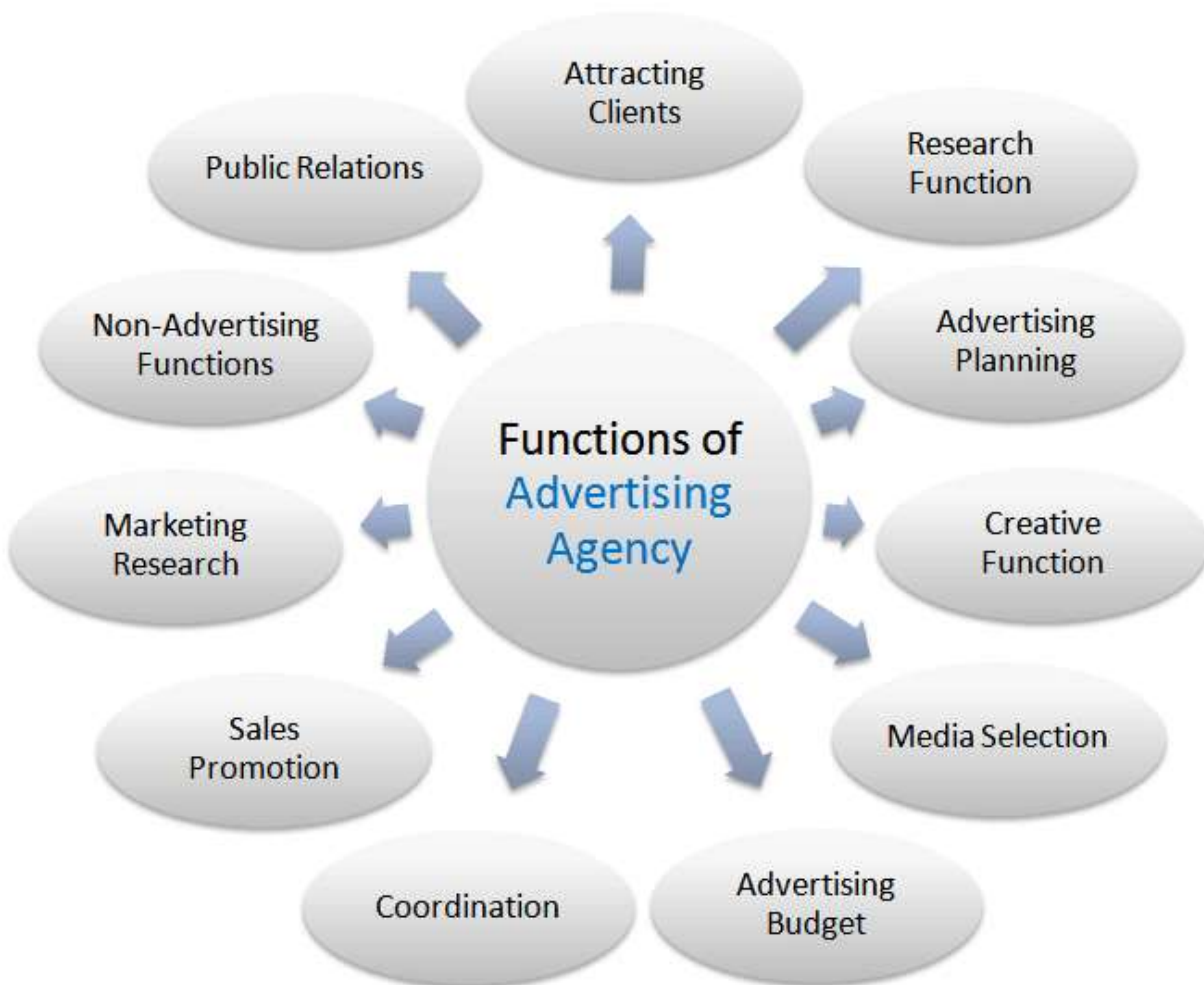 Functions of
Advertising
Agency
Attracting
Clients
Research
Function
Advertising
Planning
Creative
Function
Media Selection
Advertising
Budget
Coordination
Sales
Promotion
Marketing
Research
Non-Advertising
Functions
Public Relations